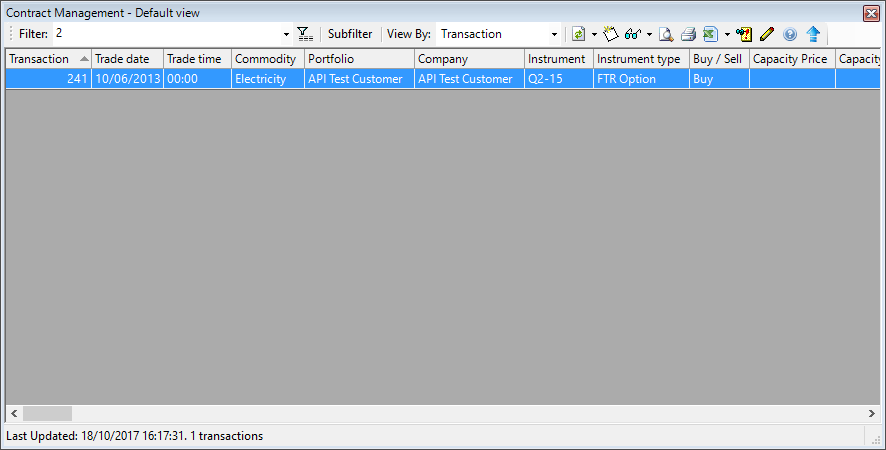 Contract Management - Default view
Filter: 2 Subfilter View By: Transaction
Transaction Trade date Trade time Commodity Portfolio Company Instrument Instrument type Buy / Sell Capacity Price Capacity
241 10/06/2013 00:00 Electricity API Test Customer API Test Customer Q2-15 FTR Option Buy
Last Updated: 18/10/2017 16:17:31. 1 transactions